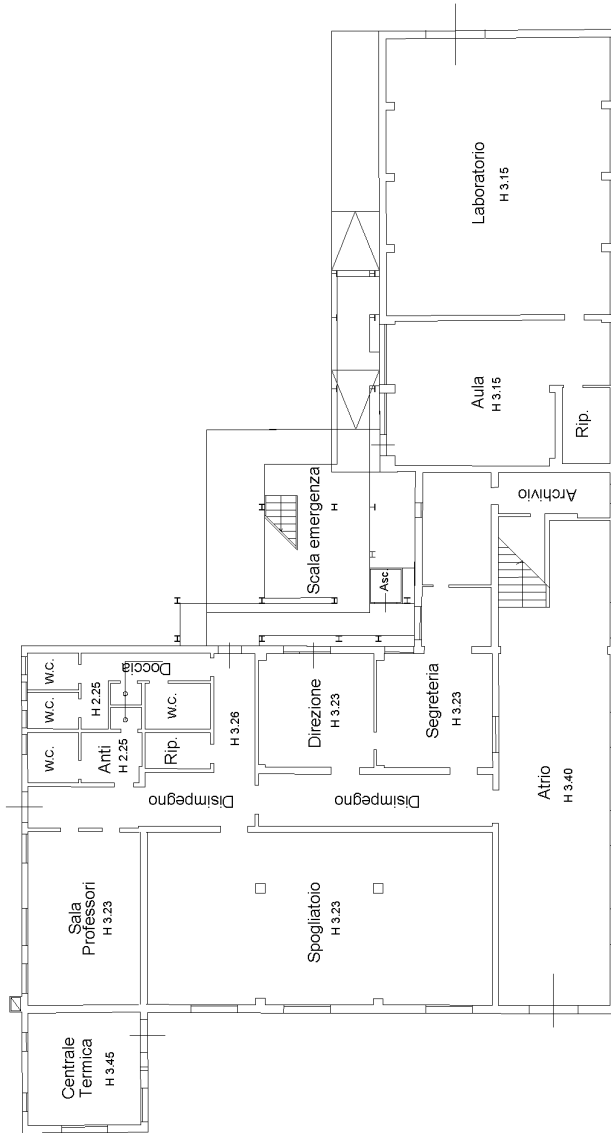 Centrale
Termica
H 3.45
Sala
Professori
H 3.23
Spogliatoio
H 3.23
Disimpegno
Disimpegno
W.C.
W.C.
W.C.
W.C.
Anti
H 2.25
H 2.25
Doccia
Rip.
H 3.26
Direzione
H 3.23
Segreteria
H 3.23
Atrio
H 3.40
Asc.
Scala emergenza
Archivio
Rip.
Aula
H 3.15
Laboratorio
H 3.15